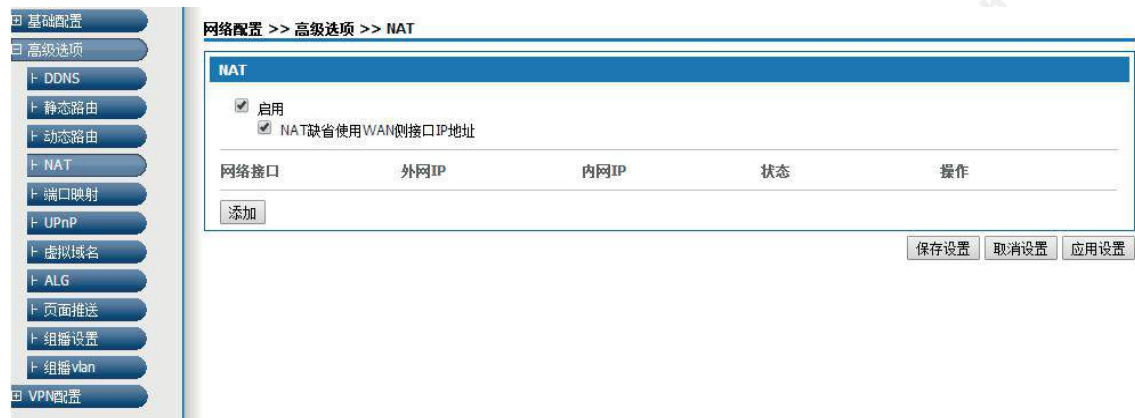 基础配置
高级选项
DDNS
静态路由
动态路由
NAT
端口映射
UPnP
虚拟域名
ALG
页面推送
组播设置
组播vlan
VPN配置
网络配置 >> 高级选项 >> NAT
NAT
启用
NAT缺省使用WAN侧接口IP地址
网络接口 外网IP 内网IP 状态 操作
添加
保存设置 取消设置 应用设置